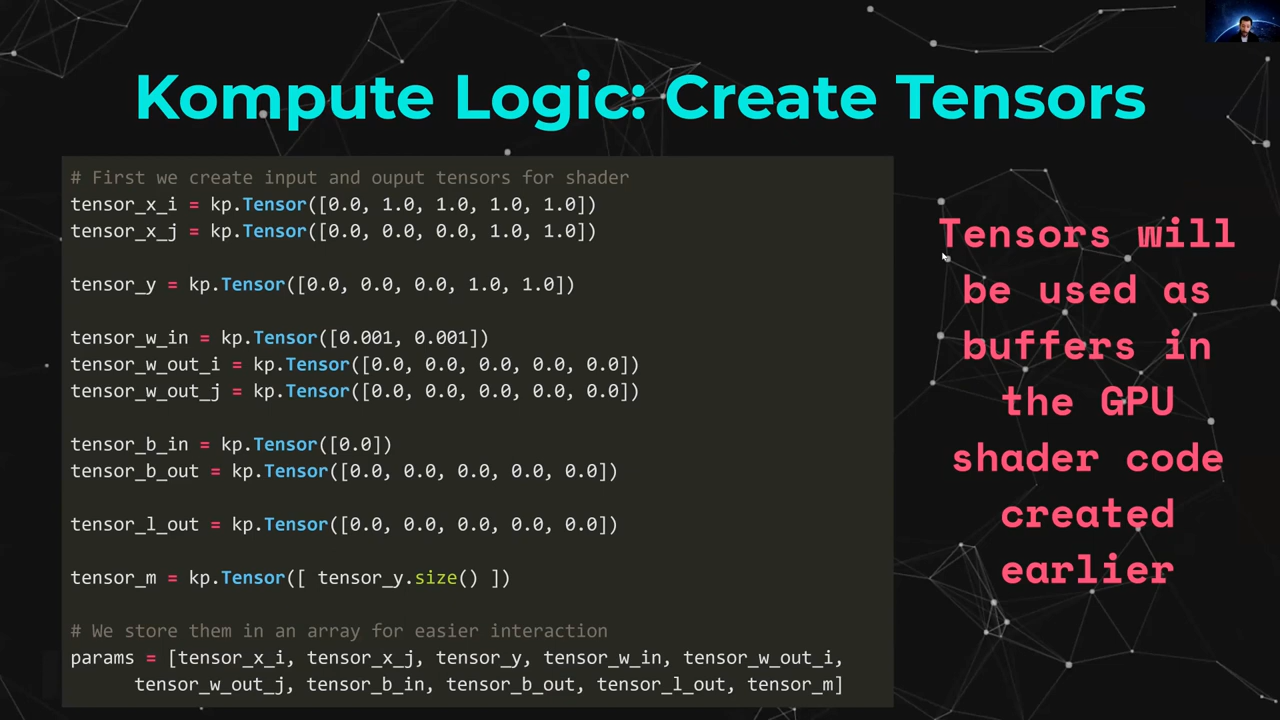 Kompute Logic: Create Tensors
# First we create input and ouput tensors for shader
tensor_x_i = kp.Tensor([0.0, 1.0, 1.0, 1.0, 1.0])
tensor_x_j = kp.Tensor([0.0, 0.0, 0.0, 1.0, 1.0])
tensor_y = kp.Tensor([0.0, 0.0, 0.0, 1.0, 1.0])
tensor_w_in = kp.Tensor([0.001, 0.001])
tensor_w_out_i = kp.Tensor([0.0, 0.0, 0.0, 0.0, 0.0])
tensor_w_out_j = kp.Tensor([0.0, 0.0, 0.0, 0.0, 0.0])
tensor_b_in = kp.Tensor([0.0])
tensor_b_out = kp.Tensor([0.0, 0.0, 0.0, 0.0, 0.0])
tensor_l_out = kp.Tensor([0.0, 0.0, 0.0, 0.0, 0.0])
tensor_m = kp.Tensor([ tensor_y.size() ])
# We store them in an array for easier interaction
params = [tensor_x_i, tensor_x_j, tensor_y, tensor_w_in, tensor_w_out_i,
tensor_w_out_j, tensor_b_in, tensor_b_out, tensor_l_out, tensor_m]
Tensors will
be used as
buffers in
the GPU
shader code
created
earlier